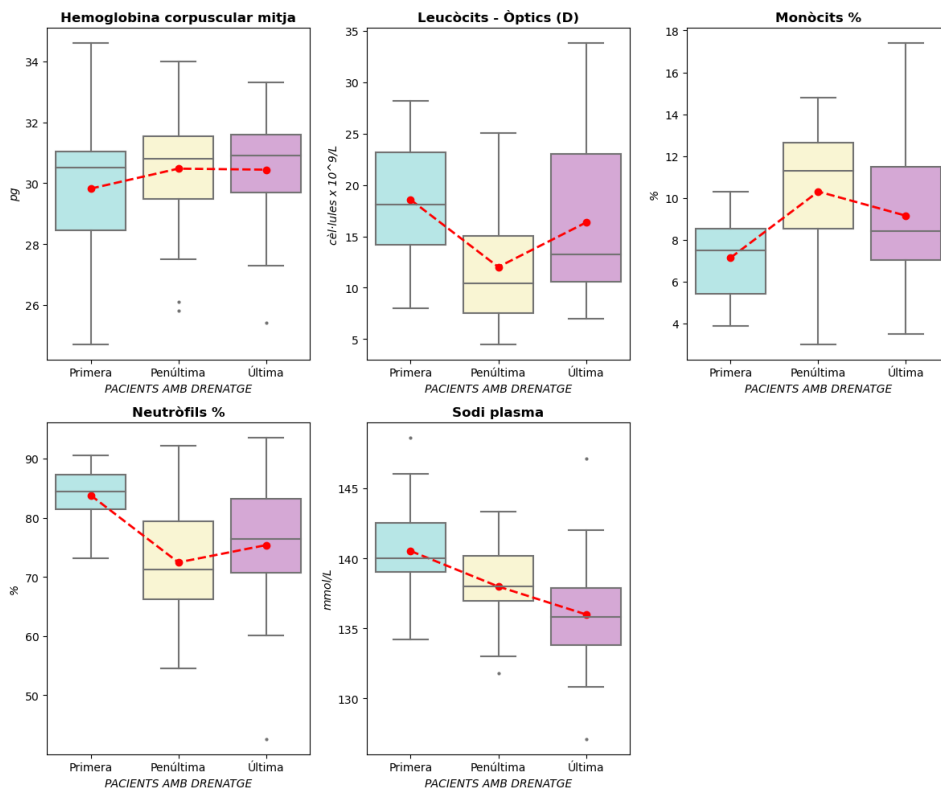 Hemoglobina corpuscular mitja
34
32
30
28
26
pg
Primera Penúltima Última
PACIENTS AMB DRENATGE
Leucòcits - Òptics (D)
35
30
25
20
15
10
5
cèl·lules x 10^9/L
Primera Penúltima Última
PACIENTS AMB DRENATGE
Monòcits %
18
16
14
12
10
8
6
4
%
Primera Penúltima Última
PACIENTS AMB DRENATGE
Neutròfils %
90
80
70
60
50
%
Primera Penúltima Última
PACIENTS AMB DRENATGE
Sodi plasma
145
140
135
130
mmol/L
Primera Penúltima Última
PACIENTS AMB DRENATGE